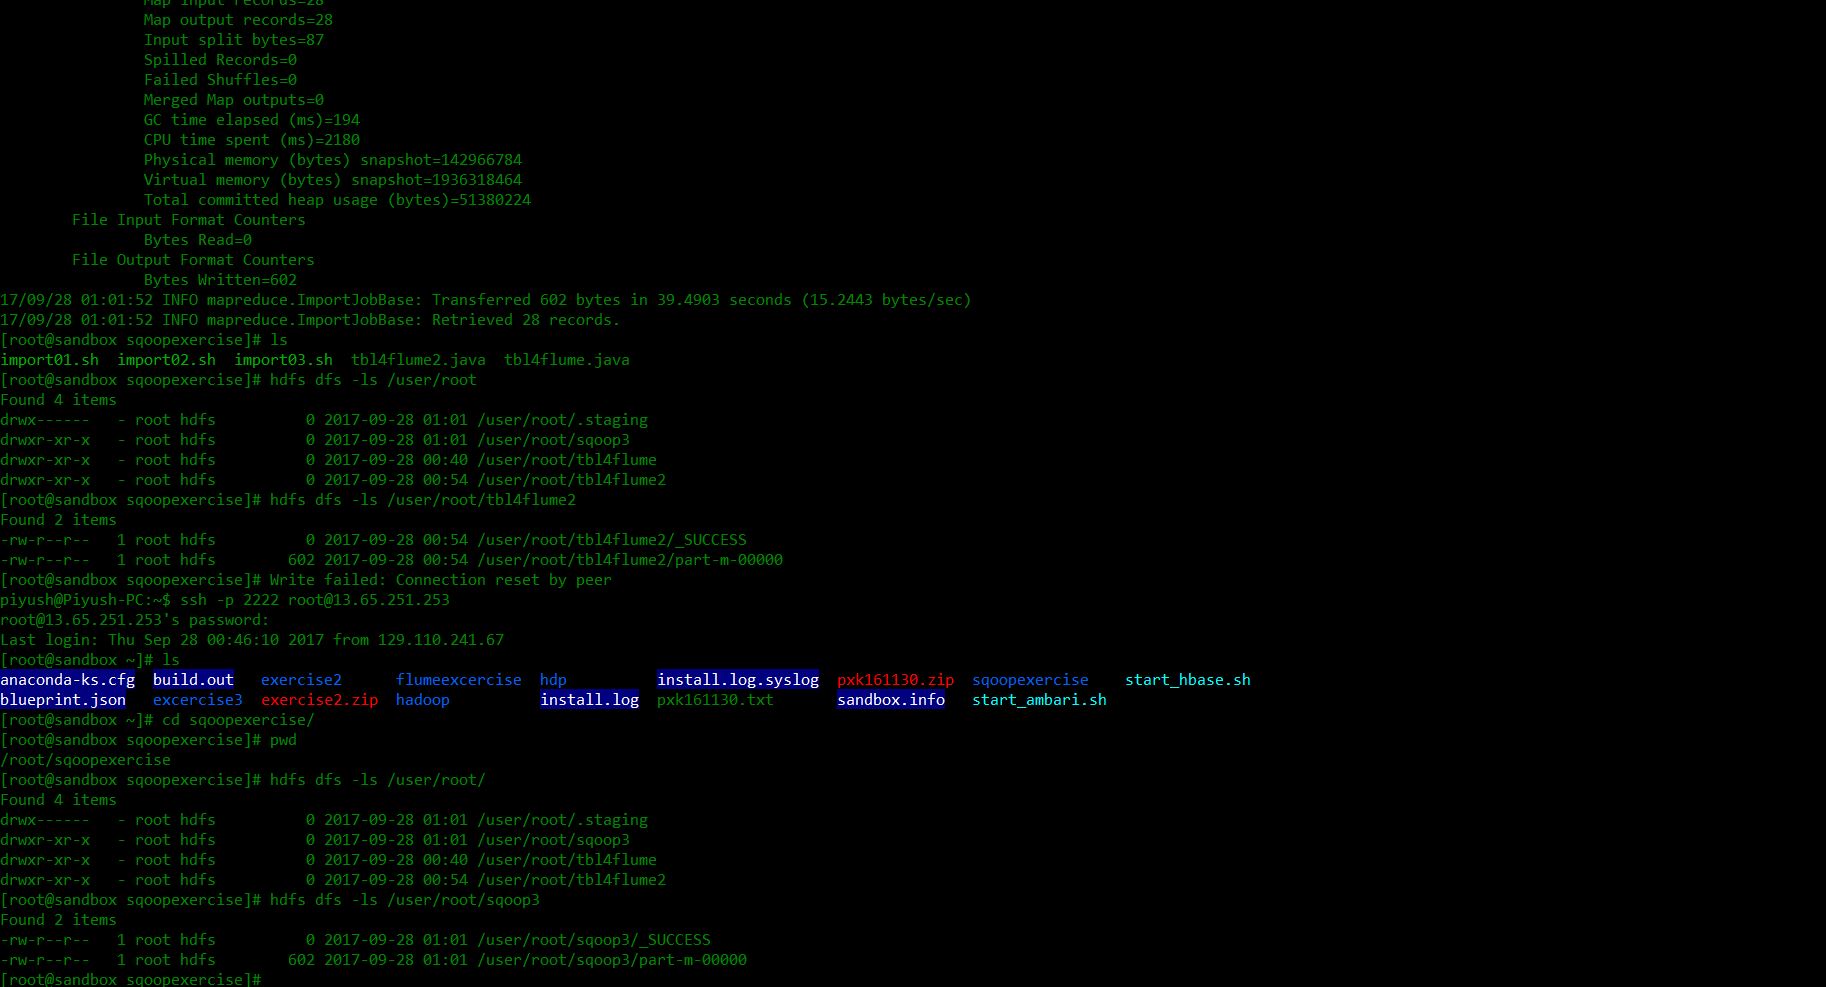 Map input records=28
Map output records=28
Input split bytes=87
Spilled Records=0
Failed Shuffles=0
Merged Map outputs=0
GC time elapsed (ms)=194
CPU time spent (ms)=2180
Physical memory (bytes) snapshot=142966784
Virtual memory (bytes) snapshot=1936318464
Total committed heap usage (bytes)=51380224
File Input Format Counters
Bytes Read=0
File Output Format Counters
Bytes Written=602
17/09/28 01:01:52 INFO mapreduce.ImportJobBase: Transferred 602 bytes in 39.4903 seconds (15.2443 bytes/sec)
17/09/28 01:01:52 INFO mapreduce.ImportJobBase: Retrieved 28 records.
[root@sandbox sqoopexercise]# ls
import01.sh  import02.sh  import03.sh  tbl4flume2.java  tbl4flume.java
[root@sandbox sqoopexercise]# hdfs dfs -ls /user/root
Found 4 items
drwx------   - root hdfs          0 2017-09-28 01:01 /user/root/.staging
drwxr-xr-x   - root hdfs          0 2017-09-28 01:01 /user/root/sqoop3
drwxr-xr-x   - root hdfs          0 2017-09-28 00:40 /user/root/tbl4flume
drwxr-xr-x   - root hdfs          0 2017-09-28 00:54 /user/root/tbl4flume2
[root@sandbox sqoopexercise]# hdfs dfs -ls /user/root/tbl4flume2
Found 2 items
-rw-r--r--   1 root hdfs          0 2017-09-28 00:54 /user/root/tbl4flume2/_SUCCESS
-rw-r--r--   1 root hdfs        602 2017-09-28 00:54 /user/root/tbl4flume2/part-m-00000
[root@sandbox sqoopexercise]# Write failed: Connection reset by peer
piyush@Piyush-PC:~$ ssh -p 2222 root@13.65.251.253
root@13.65.251.253's password:
Last login: Thu Sep 28 00:46:10 2017 from 129.110.241.67
[root@sandbox ~]# ls
anaconda-ks.cfg  build.out   exercise2      flumeexcercise  hdp          install.log.syslog  pxk161130.zip  sqoopexercise    start_hbase.sh
blueprint.json   excercise3  exercise2.zip  hadoop          install.log  pxk161130.txt       sandbox.info   start_ambari.sh
[root@sandbox ~]# cd sqoopexercise/
[root@sandbox sqoopexercise]# pwd
/root/sqoopexercise
[root@sandbox sqoopexercise]# hdfs dfs -ls /user/root/
Found 4 items
drwx------   - root hdfs          0 2017-09-28 01:01 /user/root/.staging
drwxr-xr-x   - root hdfs          0 2017-09-28 01:01 /user/root/sqoop3
drwxr-xr-x   - root hdfs          0 2017-09-28 00:40 /user/root/tbl4flume
drwxr-xr-x   - root hdfs          0 2017-09-28 00:54 /user/root/tbl4flume2
[root@sandbox sqoopexercise]# hdfs dfs -ls /user/root/sqoop3
Found 2 items
-rw-r--r--   1 root hdfs          0 2017-09-28 01:01 /user/root/sqoop3/_SUCCESS
-rw-r--r--   1 root hdfs        602 2017-09-28 01:01 /user/root/sqoop3/part-m-00000
[root@sandbox sqoopexercise]#